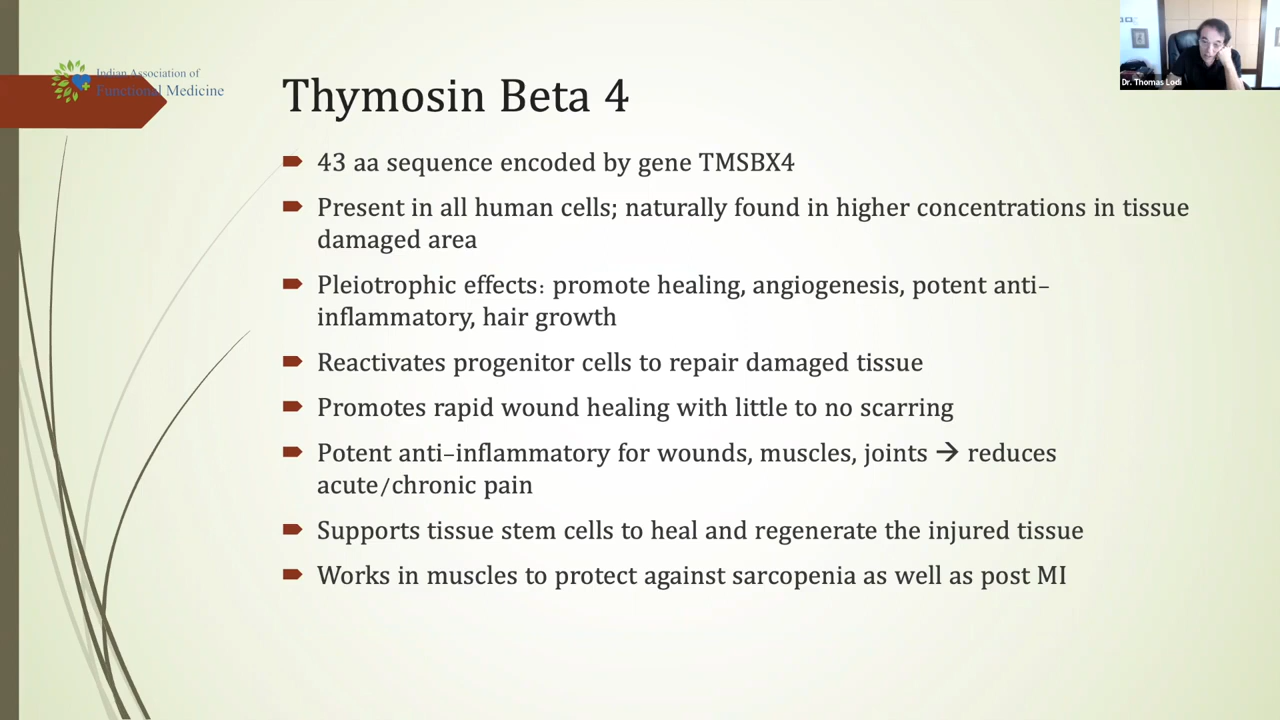 Indian Association of
Functional Medicine
Dr. Thomas Lodi
Thymosin Beta 4
43 aa sequence encoded by gene TMSBX4
Present in all human cells; naturally found in higher concentrations in tissue
damaged area
Pleiotrophic effects: promote healing, angiogenesis, potent anti-
inflammatory, hair growth
Reactivates progenitor cells to repair damaged tissue
Promotes rapid wound healing with little to no scarring
Potent anti-inflammatory for wounds, muscles, joints → reduces
acute/chronic pain
Supports tissue stem cells to heal and regenerate the injured tissue
Works in muscles to protect against sarcopenia as well as post MI